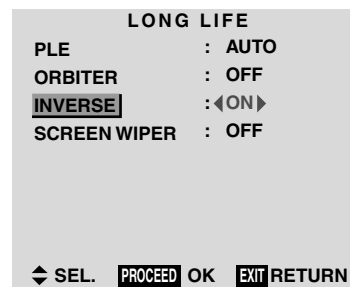 LONG LIFE
PLE : AUTO
ORBITER : OFF
INVERSE : ◀ON▶
SCREEN WIPER : OFF
SEL. PROCEED OK EXIT RETURN